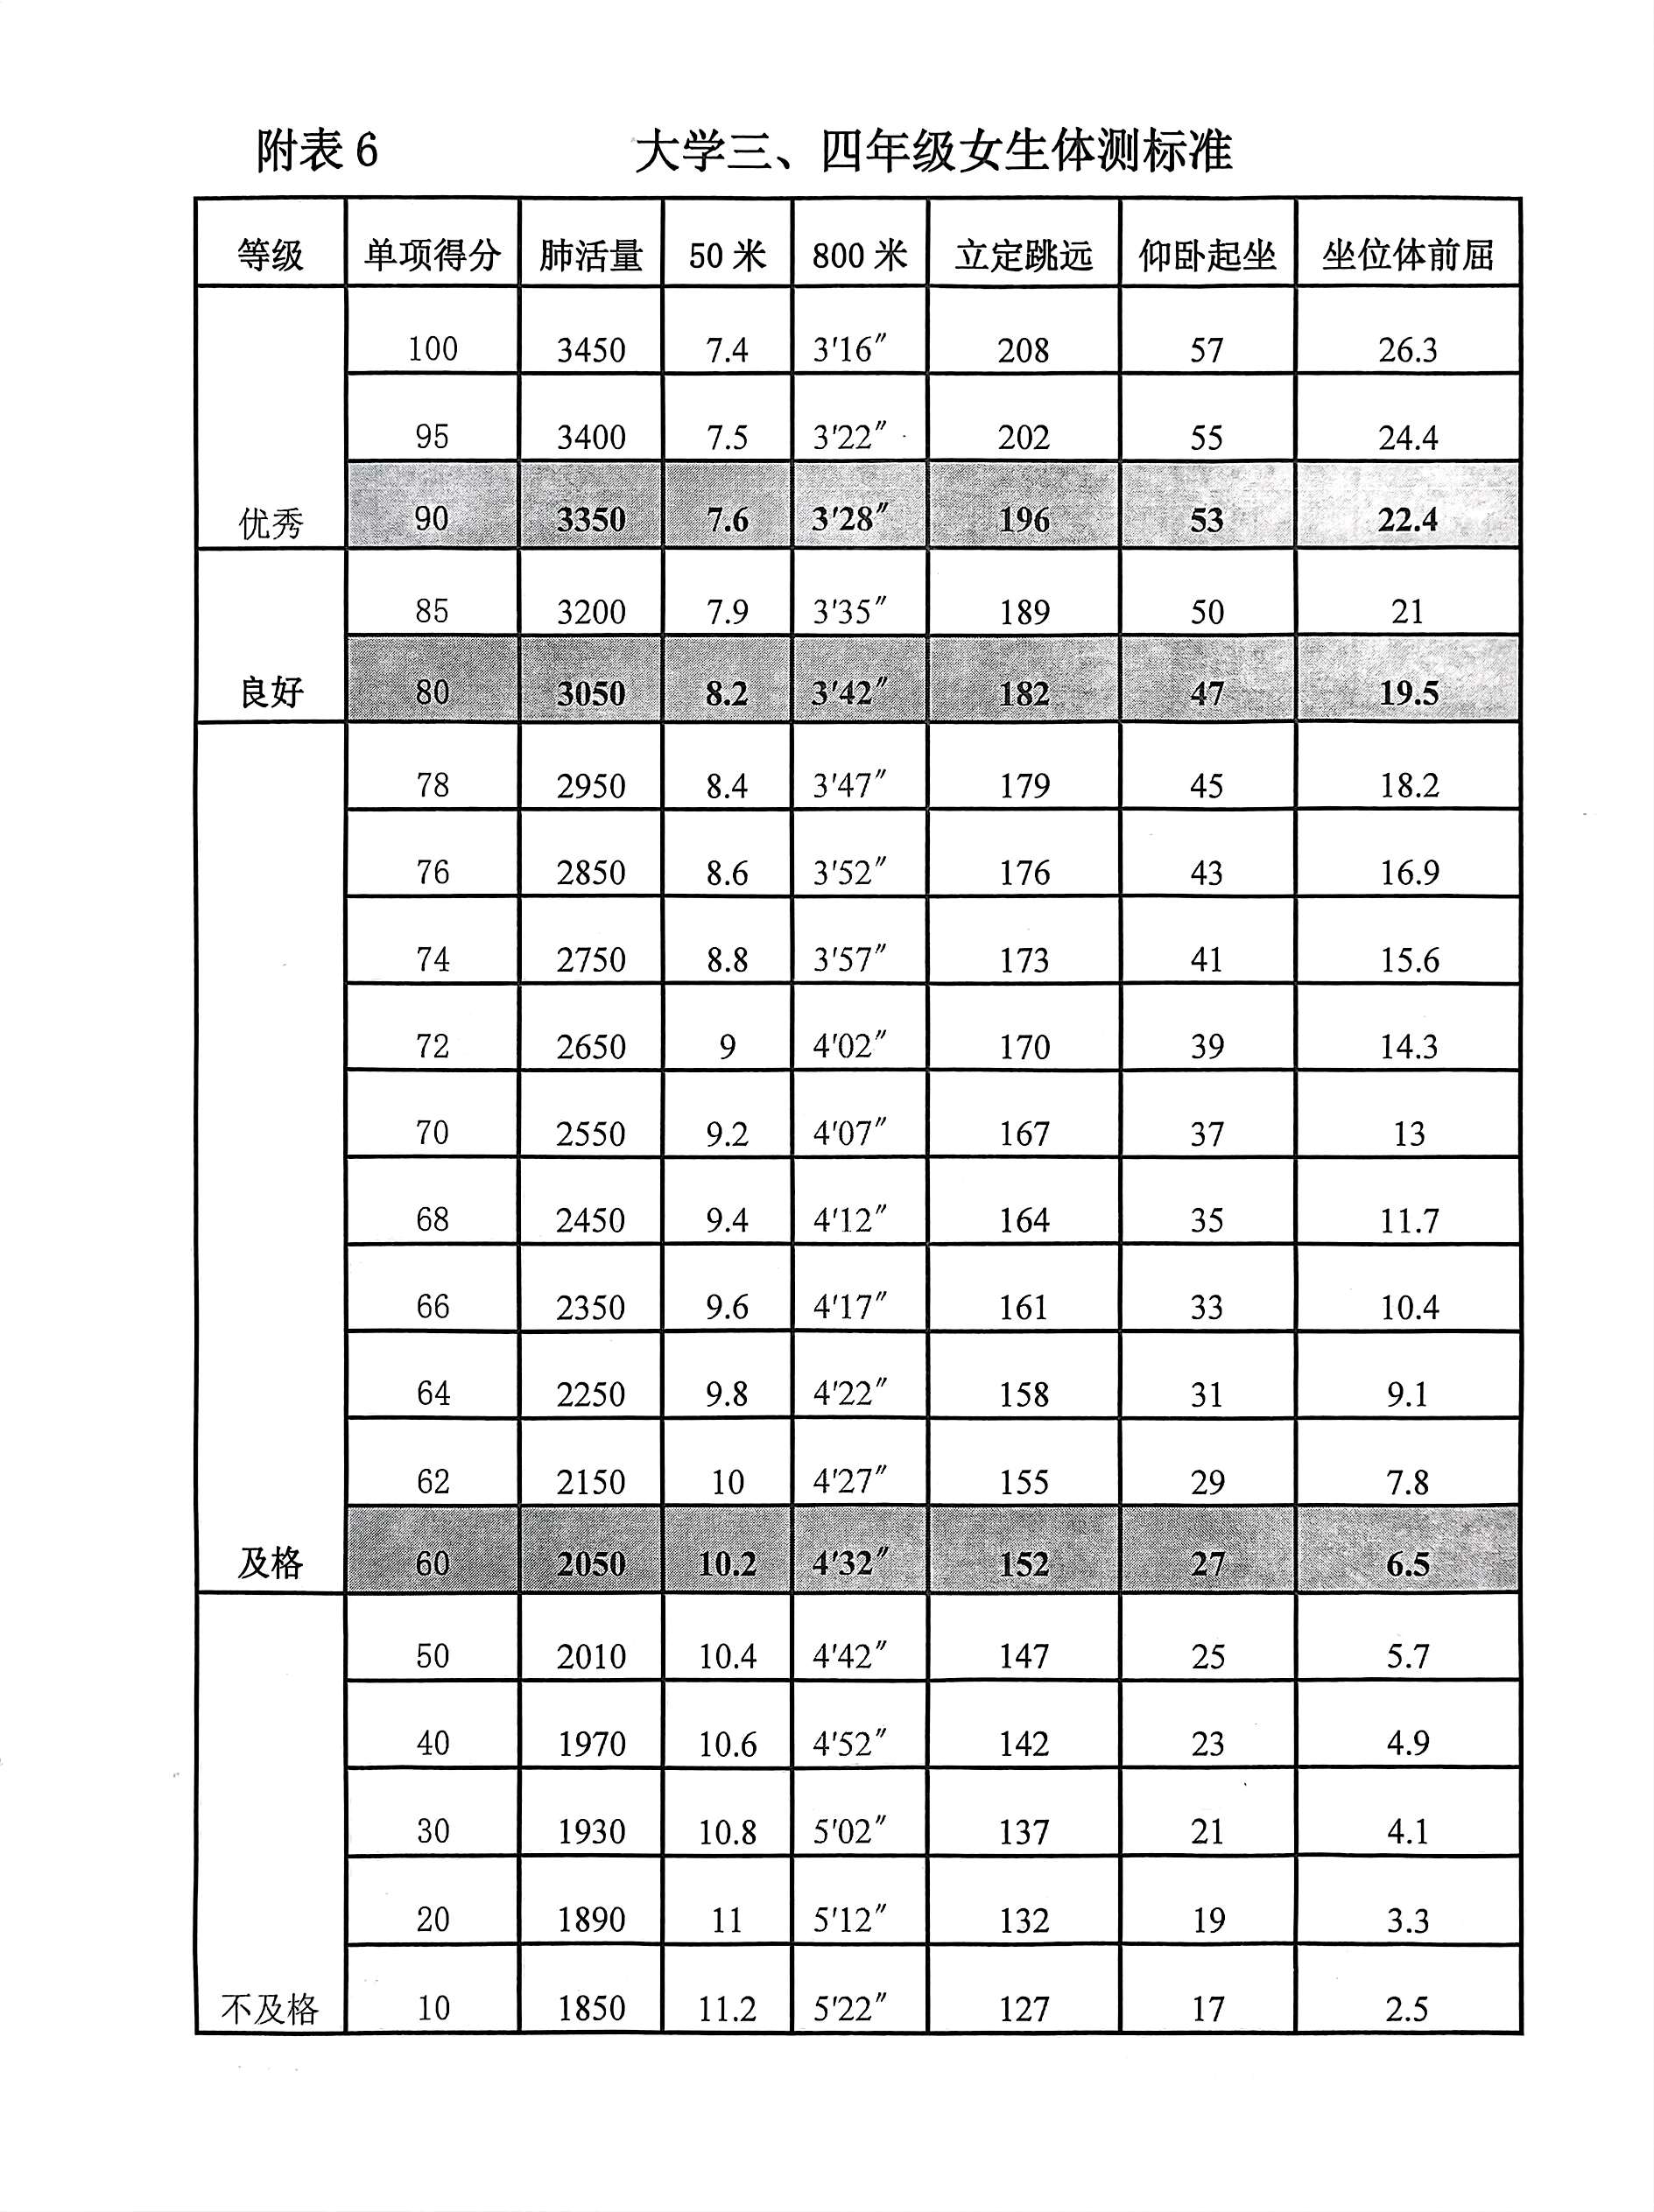 附表6 大学三、四年级女生体测标准
等级 单项得分 肺活量 50米 800米 立定跳远 仰卧起坐 坐位体前屈
100 3450 7.4 3'16″ 208 57 26.3
95 3400 7.5 3'22″ 202 55 24.4
优秀 90 3350 7.6 3'28″ 196 53 22.4
85 3200 7.9 3'35″ 189 50 21
良好 80 3050 8.2 3'42″ 182 47 19.5
78 2950 8.4 3'47″ 179 45 18.2
76 2850 8.6 3'52″ 176 43 16.9
74 2750 8.8 3'57″ 173 41 15.6
72 2650 9 4'02″ 170 39 14.3
70 2550 9.2 4'07″ 167 37 13
68 2450 9.4 4'12″ 164 35 11.7
66 2350 9.6 4'17″ 161 33 10.4
64 2250 9.8 4'22″ 158 31 9.1
62 2150 10 4'27″ 155 29 7.8
及格 60 2050 10.2 4'32″ 152 27 6.5
50 2010 10.4 4'42″ 147 25 5.7
40 1970 10.6 4'52″ 142 23 4.9
30 1930 10.8 5'02″ 137 21 4.1
20 1890 11 5'12″ 132 19 3.3
不及格 10 1850 11.2 5'22″ 127 17 2.5